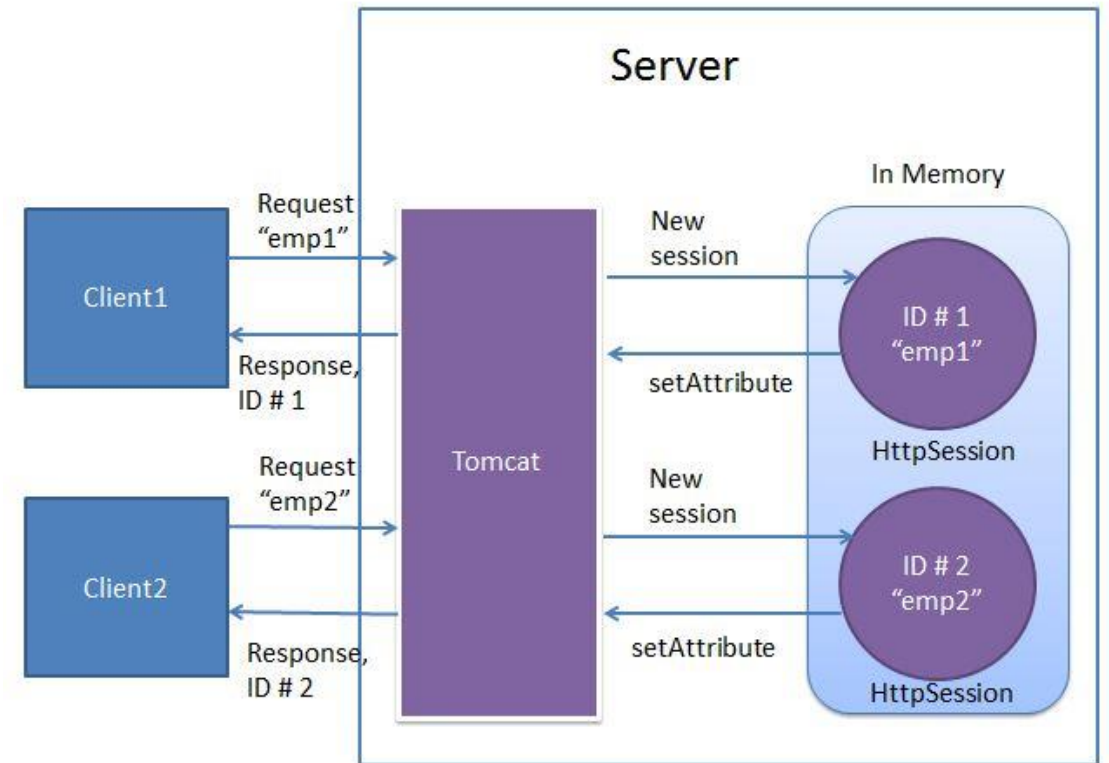 Server
In Memory
Request
“emp1”
New
session
Client1
ID # 1
“emp1”
Response,
ID # 1
setAttribute
HttpSession
Request
“emp2”
Tomcat
New
session
Client2
ID # 2
“emp2”
Response,
ID # 2
setAttribute
HttpSession